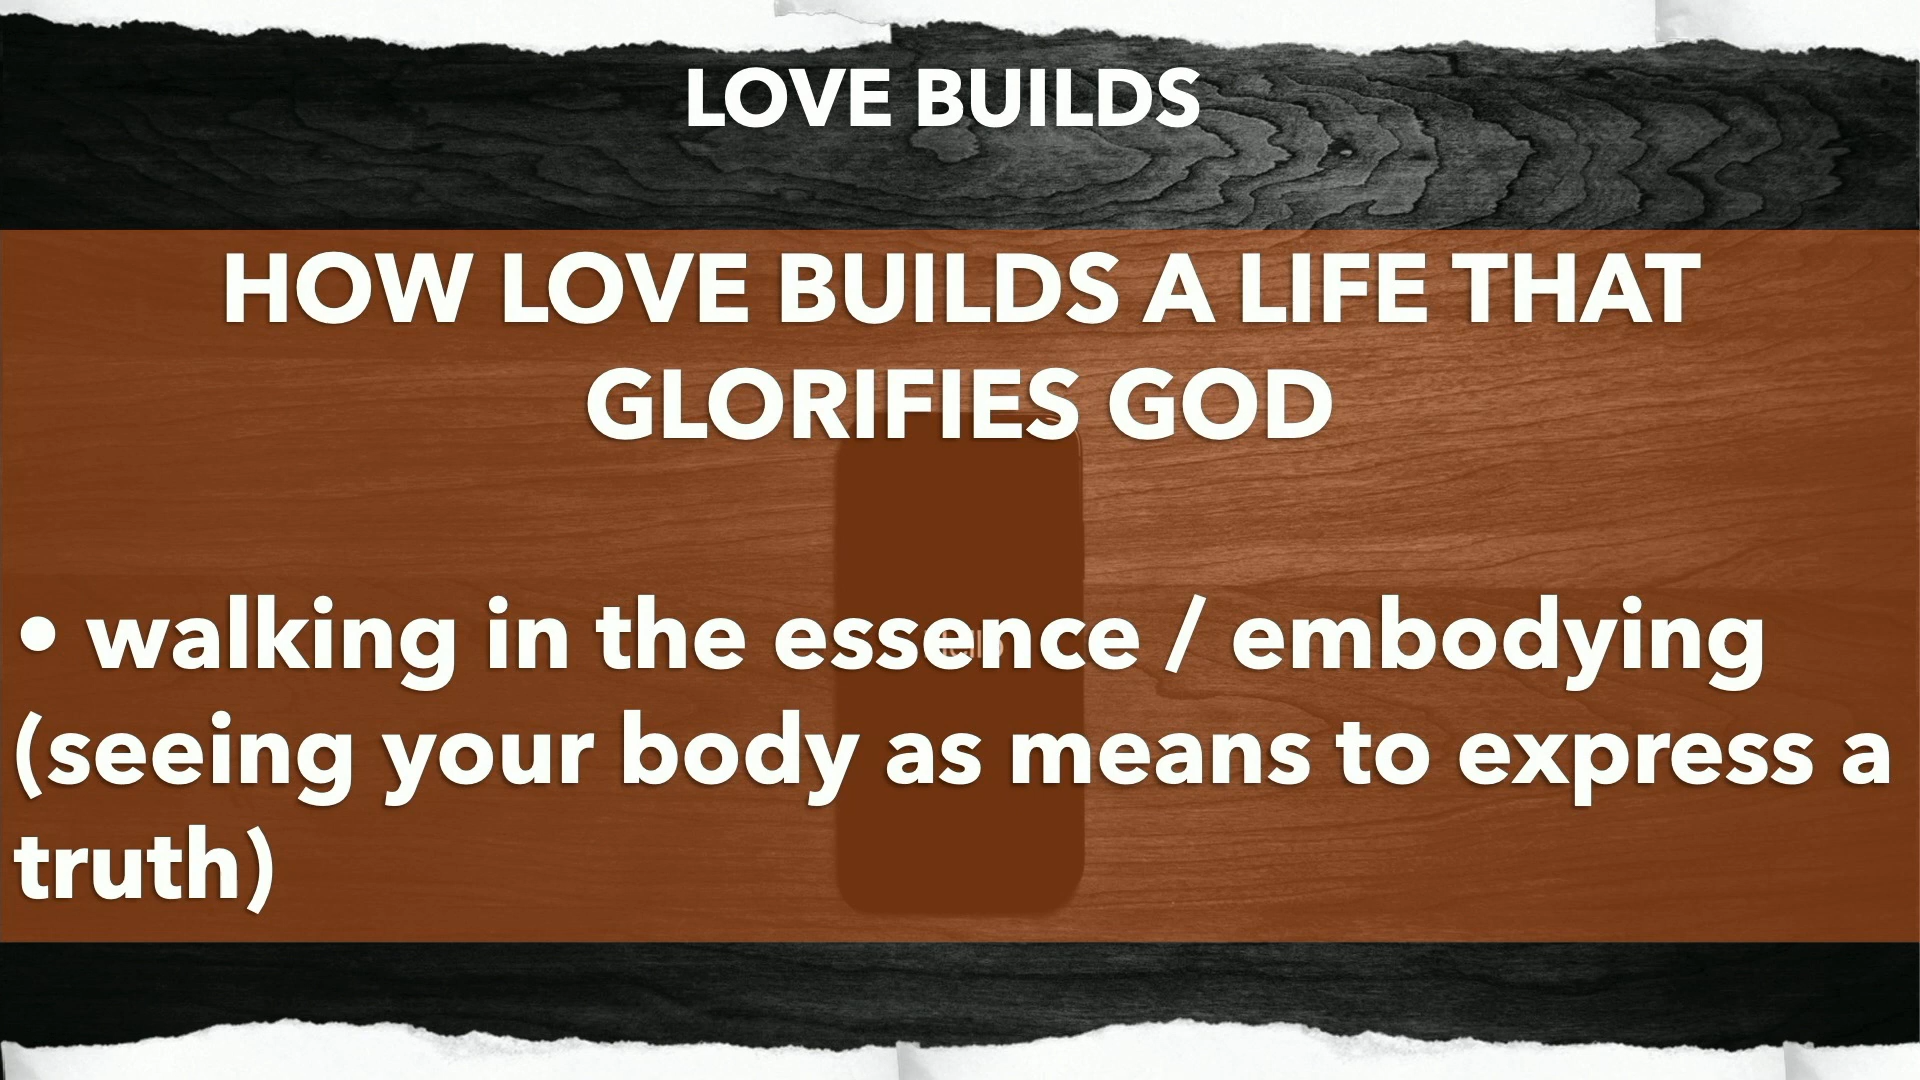 LOVE BUILDS
HOW LOVE BUILDS A LIFE THAT
GLORIFIES GOD
• walking in the essence / embodying
(seeing your body as means to express a
truth)